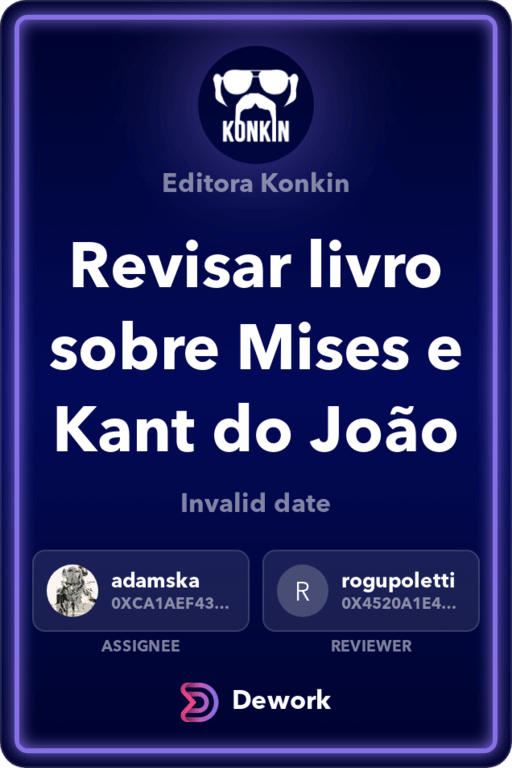 KONKIN
Editora Konkin
Revisar livro
sobre Mises e
Kant do João
Invalid date
adamska
0XCA1AEF43...
R
rogupoletti
0X4520A1E4...
ASSIGNEE
REVIEWER
Dework